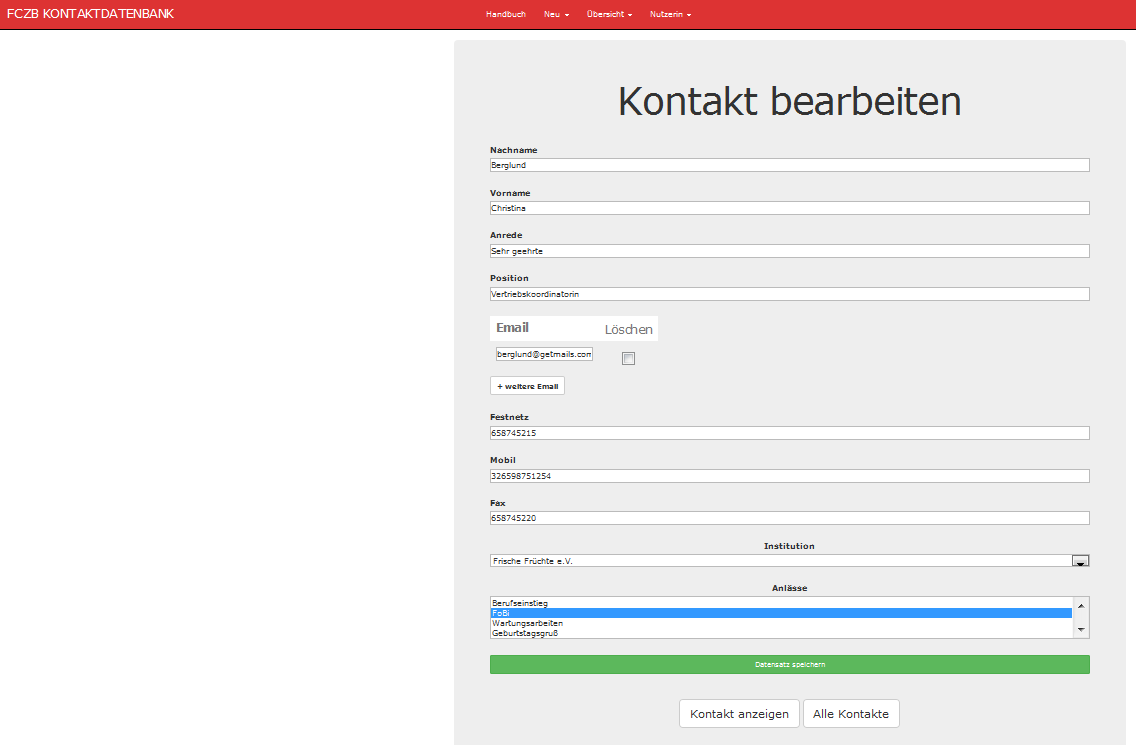 FCZB KONTAKTDATENBANK Handbuch Neu Übersicht Nutzerin
Kontakt bearbeiten
Nachname
Berglund
Vorname
Christina
Anrede
Sehr geehrte
Position
Vertriebskoordinatorin
Email Löschen
berglund@getmails.com
+ weitere Email
Festnetz
658745215
Mobil
326598751254
Fax
658745220
Institution
Frische Früchte e.V.
Anlässe
Berufseinstieg
FoBi
Wartungsarbeiten
Geburtstagsgruß
Datensatz speichern
Kontakt anzeigen Alle Kontakte